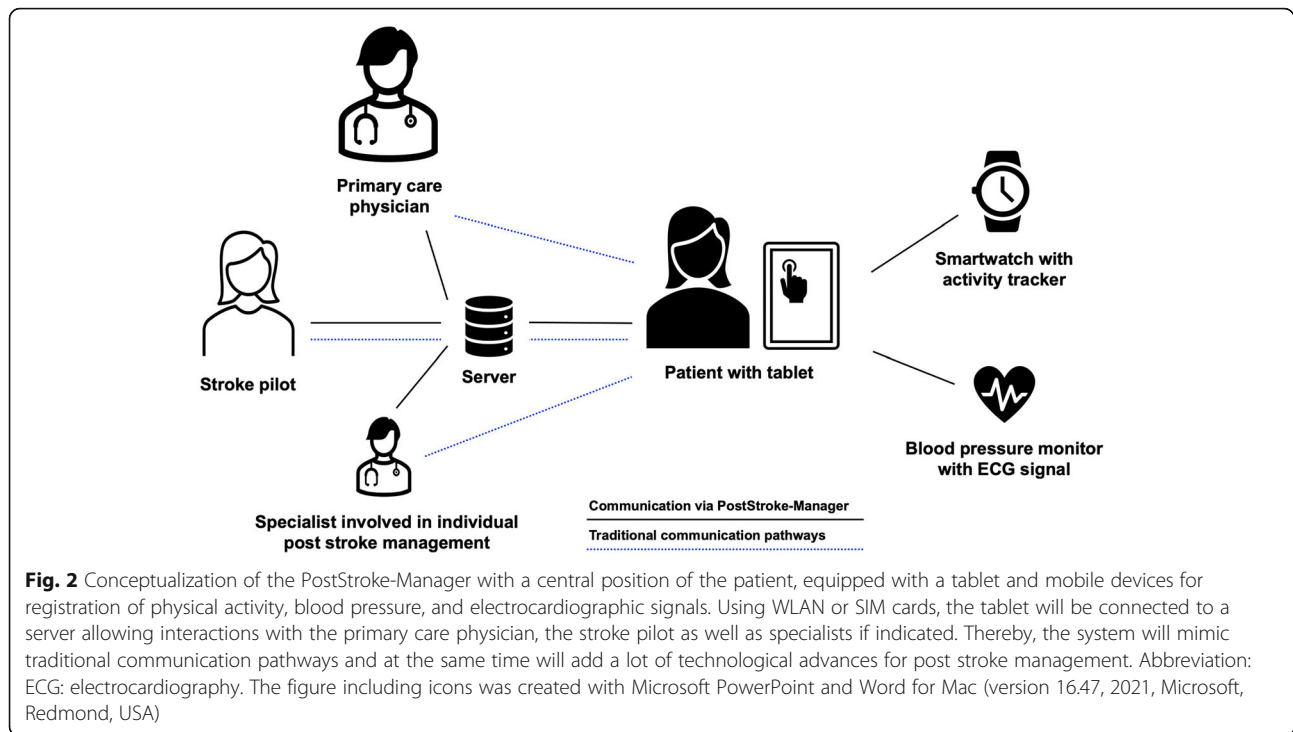 Primary care
physician
Stroke pilot
Server
Patient with tablet
Smartwatch with
activity tracker
Blood pressure monitor
with ECG signal
Specialist involved in individual
post stroke management
Communication via PostStroke-Manager
Traditional communication pathways
Fig. 2 Conceptualization of the PostStroke-Manager with a central position of the patient, equipped with a tablet and mobile devices for
registration of physical activity, blood pressure, and electrocardiographic signals. Using WLAN or SIM cards, the tablet will be connected to a
server allowing interactions with the primary care physician, the stroke pilot as well as specialists if indicated. Thereby, the system will mimic
traditional communication pathways and at the same time will add a lot of technological advances for post stroke management. Abbreviation:
ECG: electrocardiography. The figure including icons was created with Microsoft PowerPoint and Word for Mac (version 16.47, 2021, Microsoft,
Redmond, USA)